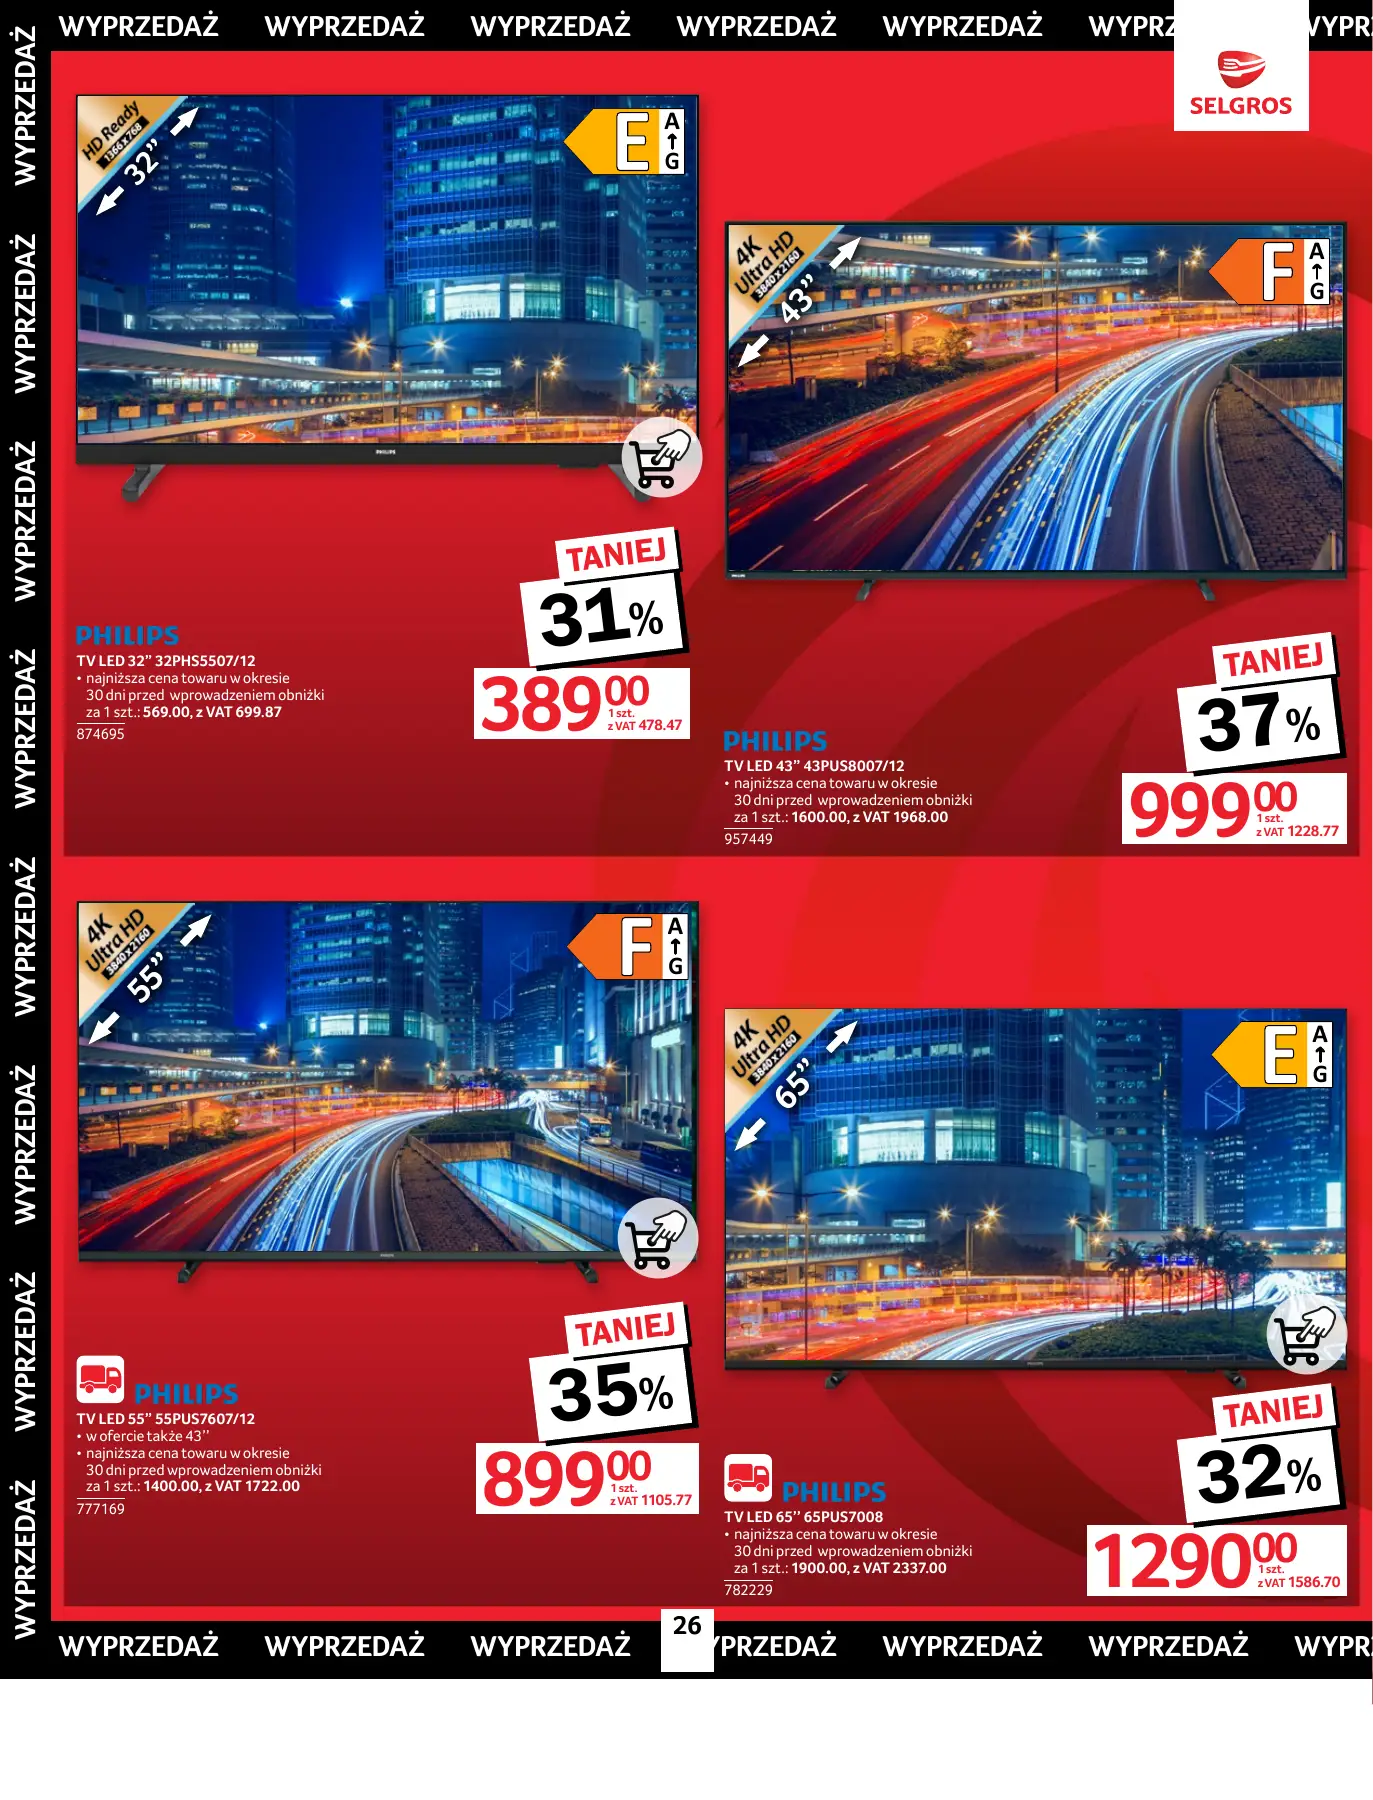 WYPRZEDAŻ WYPRZEDAŻ WYPRZEDAŻ WYPRZEDAŻ WYPRZEDAŻ WYPRZ WYPR
SELGROS
WYPRZEDAŻ
WYPRZEDAŻ
WYPRZEDAŻ
WYPRZEDAŻ
WYPRZEDAŻ
WYPRZEDAŻ
WYPRZEDAŻ
WYPRZEDAŻ
HD Ready
1366x768
32”
E A G
PHILIPS
TANIEJ
31%
PHILIPS
TV LED 32” 32PHS5507/12
• najniższa cena towaru w okresie
30 dni przed wprowadzeniem obniżki
za 1 szt.: 569.00, z VAT 699.87
874695
389 00
1 szt.
z VAT 478.47
4K
Ultra HD
3840x2160
43”
F A G
PHILIPS
TANIEJ
37%
PHILIPS
TV LED 43” 43PUS8007/12
• najniższa cena towaru w okresie
30 dni przed wprowadzeniem obniżki
za 1 szt.: 1600.00, z VAT 1968.00
957449
999 00
1 szt.
z VAT 1228.77
4K
Ultra HD
3840x2160
55”
F A G
PHILIPS
TANIEJ
35%
PHILIPS
TV LED 55” 55PUS7607/12
• w ofercie także 43’’
• najniższa cena towaru w okresie
30 dni przed wprowadzeniem obniżki
za 1 szt.: 1400.00, z VAT 1722.00
777169
899 00
1 szt.
z VAT 1105.77
4K
Ultra HD
3840x2160
65”
E A G
PHILIPS
TANIEJ
32%
PHILIPS
TV LED 65’’ 65PUS7008
• najniższa cena towaru w okresie
30 dni przed wprowadzeniem obniżki
za 1 szt.: 1900.00, z VAT 2337.00
782229
1290 00
1 szt.
z VAT 1586.70
26
WYPRZEDAŻ WYPRZEDAŻ WYPRZEDAŻ YPRZEDAŻ WYPRZEDAŻ WYPRZEDAŻ WYPR